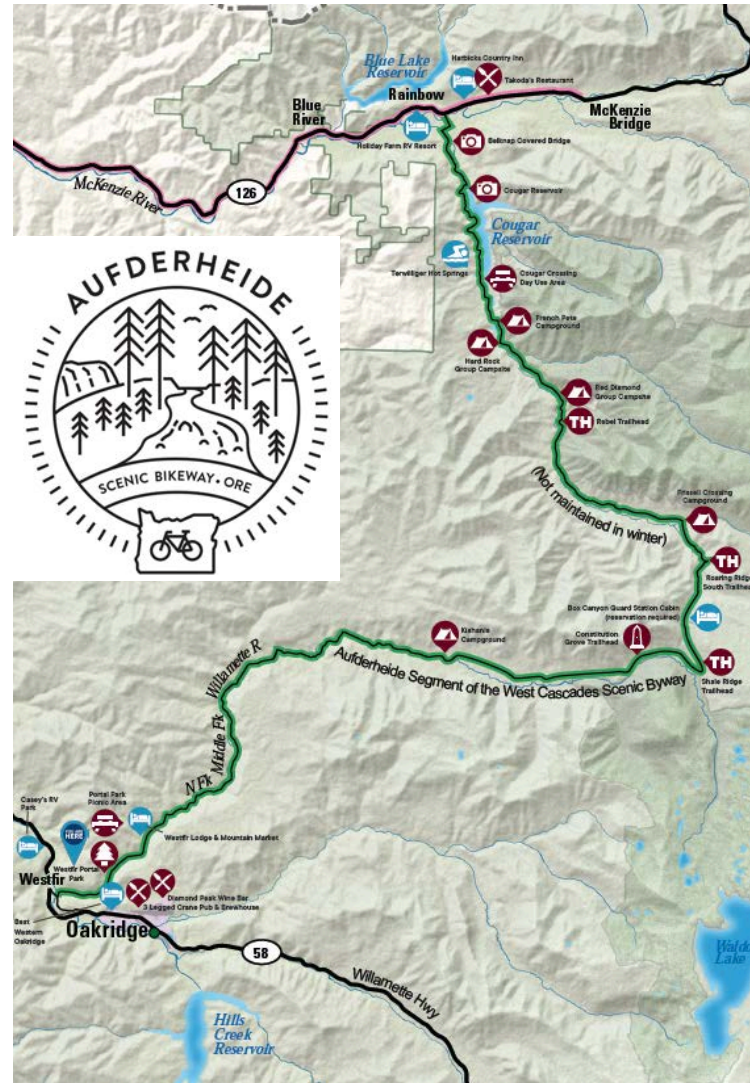 Harbicks Country Inn
Blue Lake
Reservoir
Takoda's Restaurant
Rainbow
Blue
River
McKenzie
Bridge
Holiday Farm RV Resort
Belknap Covered Bridge
McKenzie River
126
Cougar Reservoir
Cougar
Reservoir
Terwilliger Hot Springs
Cougar Crossing
Day Use Area
AUFDERHEIDE
SCENIC BIKEWAY • ORE
French Pete
Campground
Hard Rock
Group Campsite
Red Diamond
Group Campsite
TH
Rebel Trailhead
(Not maintained in winter)
Frissell Crossing
Campground
TH
Roaring Ridge
South Trailhead
Box Canyon Guard Station Cabin
(reservation required)
Constitution
Grove Trailhead
Kiahanie
Campground
TH
Shale Ridge
Trailhead
Aufderheide Segment of the West Cascades Scenic Byway
N Fk Middle Fk Willamette R
Portal Park
Picnic Area
Casey's RV
Park
YOU ARE
HERE
Westfir Lodge & Mountain Market
Westfir Portal
Park
Westfir
Diamond Peak Wine Bar
3 Legged Crane Pub & Brewhouse
Best
Western
Oakridge
Oakridge
58
Willamette Hwy
Waldo
Lake
Hills
Creek
Reservoir